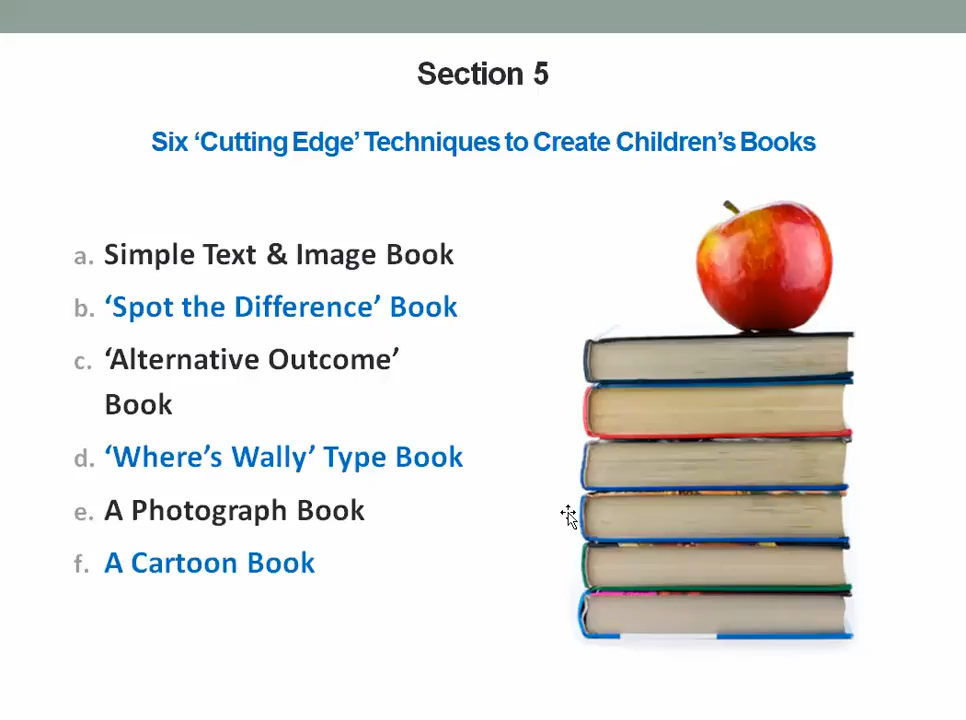 Section 5
Six ‘Cutting Edge’ Techniques to Create Children’s Books
a. Simple Text & Image Book
b. ‘Spot the Difference’ Book
c. ‘Alternative Outcome’
Book
d. ‘Where’s Wally’ Type Book
e. A Photograph Book
f. A Cartoon Book